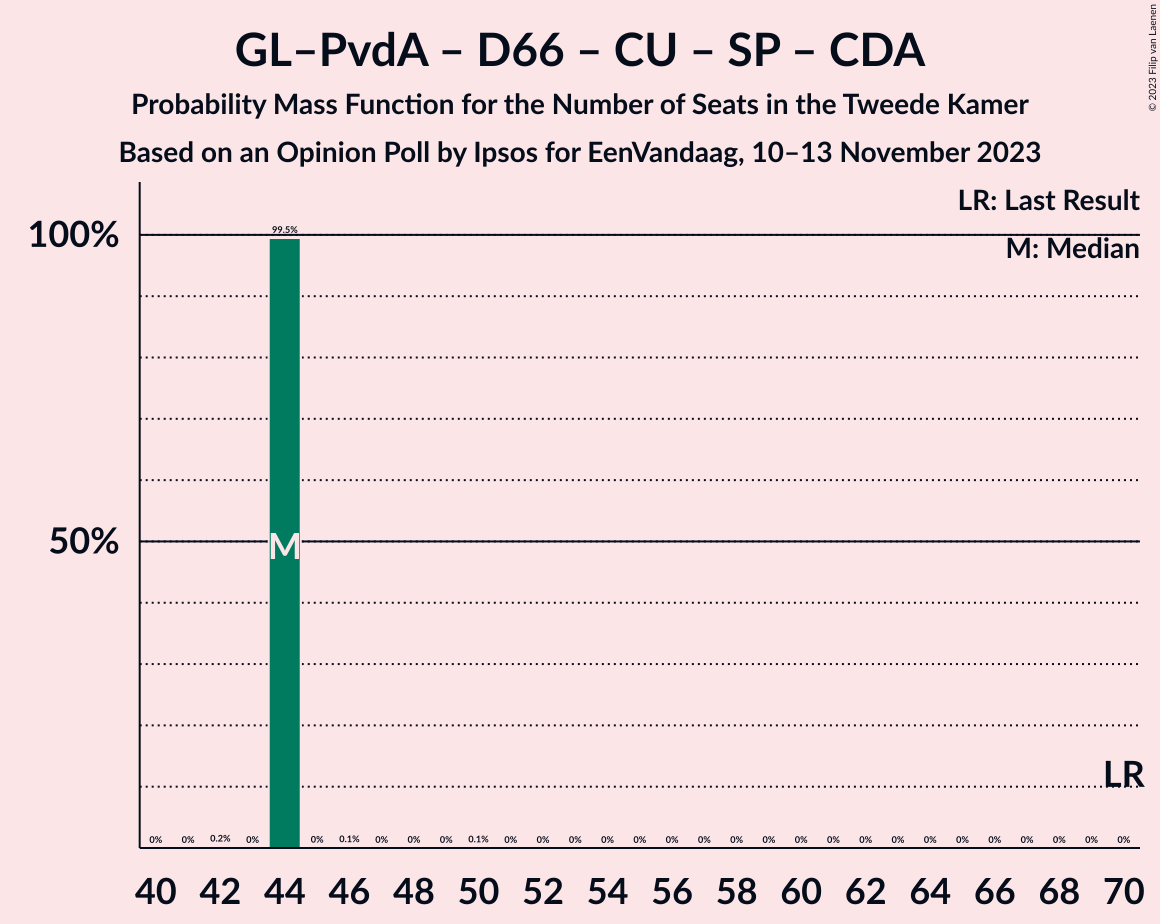 GL–PvdA – D66 – CU – SP – CDA
Probability Mass Function for the Number of Seats in the Tweede Kamer
Based on an Opinion Poll by Ipsos for EenVandaag, 10–13 November 2023
© 2023 Filip van Laenen
LR: Last Result
M: Median
100%
99.5%
50%
M
LR
0% 0% 0.2% 0% 0% 0.1% 0% 0% 0% 0.1% 0% 0% 0% 0% 0% 0% 0% 0% 0% 0% 0% 0% 0% 0% 0% 0% 0% 0% 0% 0%
40 42 44 46 48 50 52 54 56 58 60 62 64 66 68 70